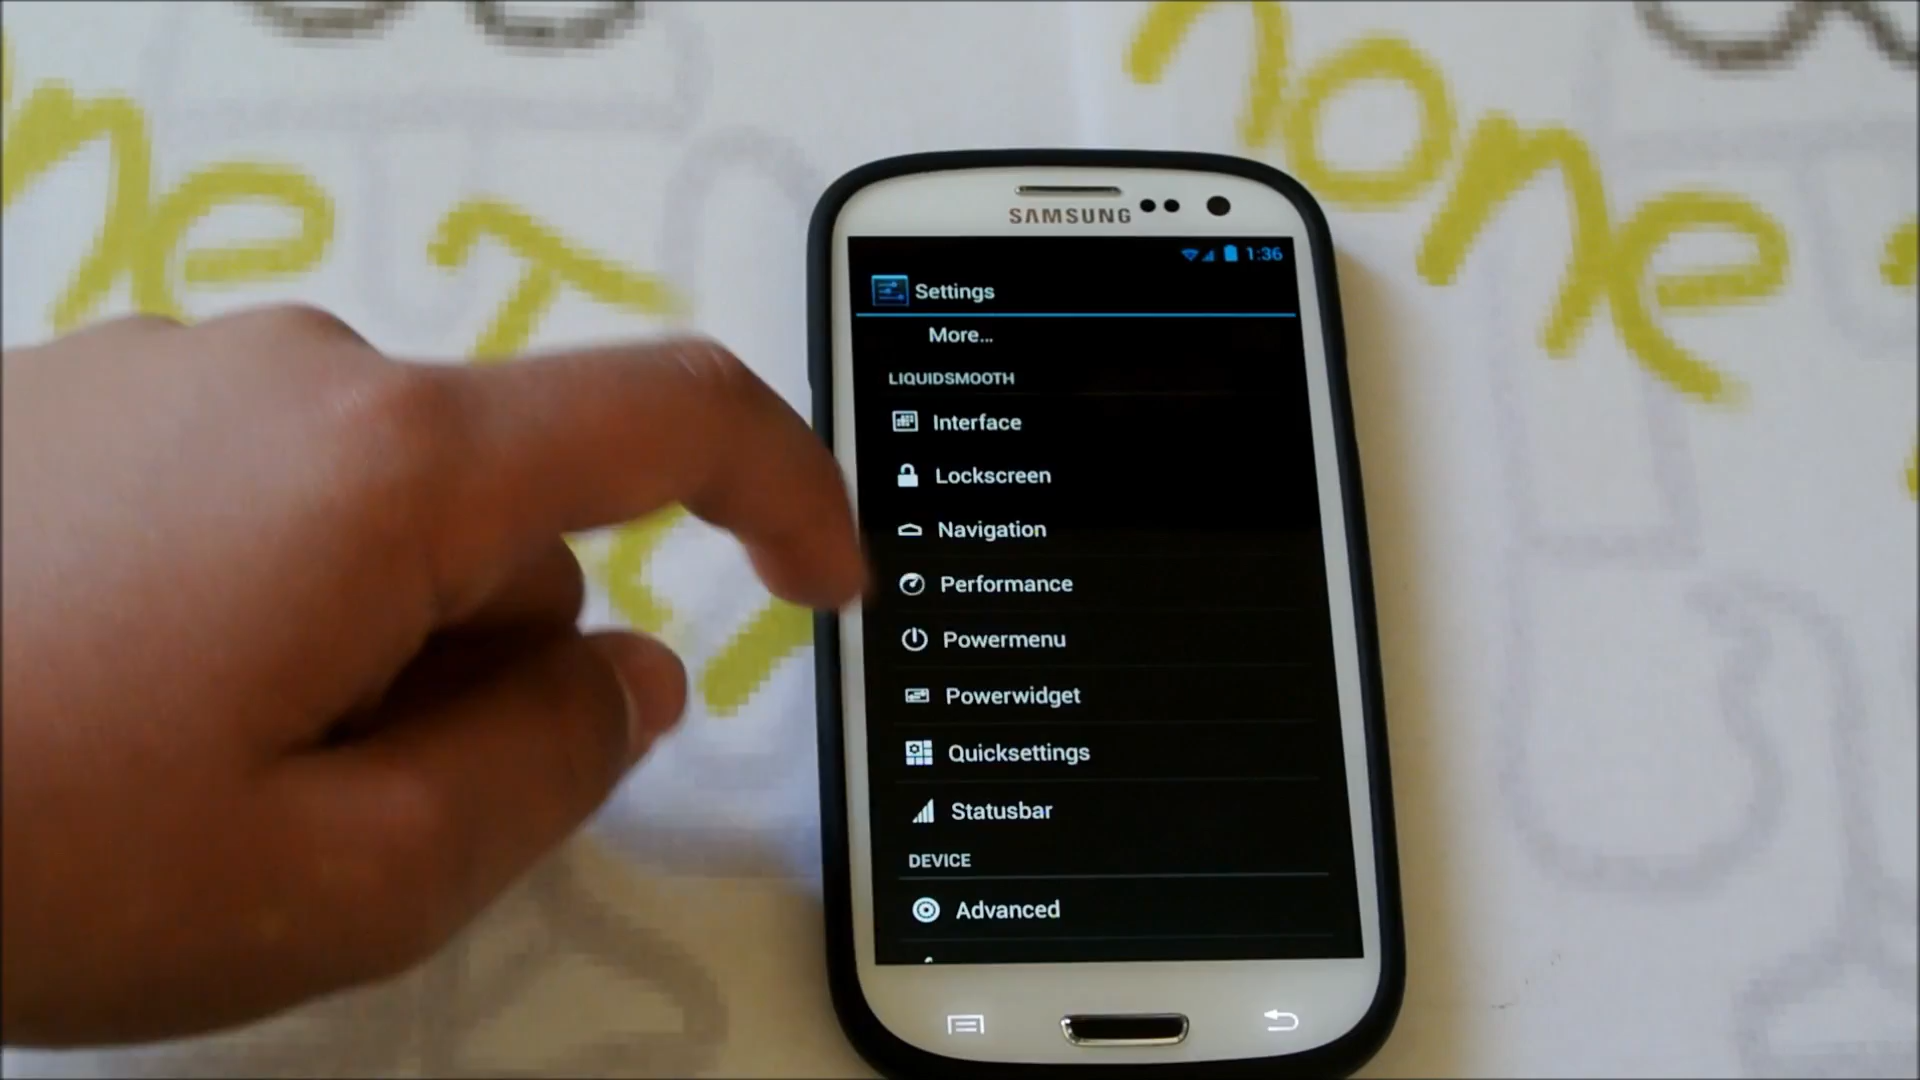 SAMSUNG
1:36
Settings
More...
LIQUIDSMOOTH
Interface
Lockscreen
Navigation
Performance
Powermenu
Powerwidget
Quicksettings
Statusbar
DEVICE
Advanced